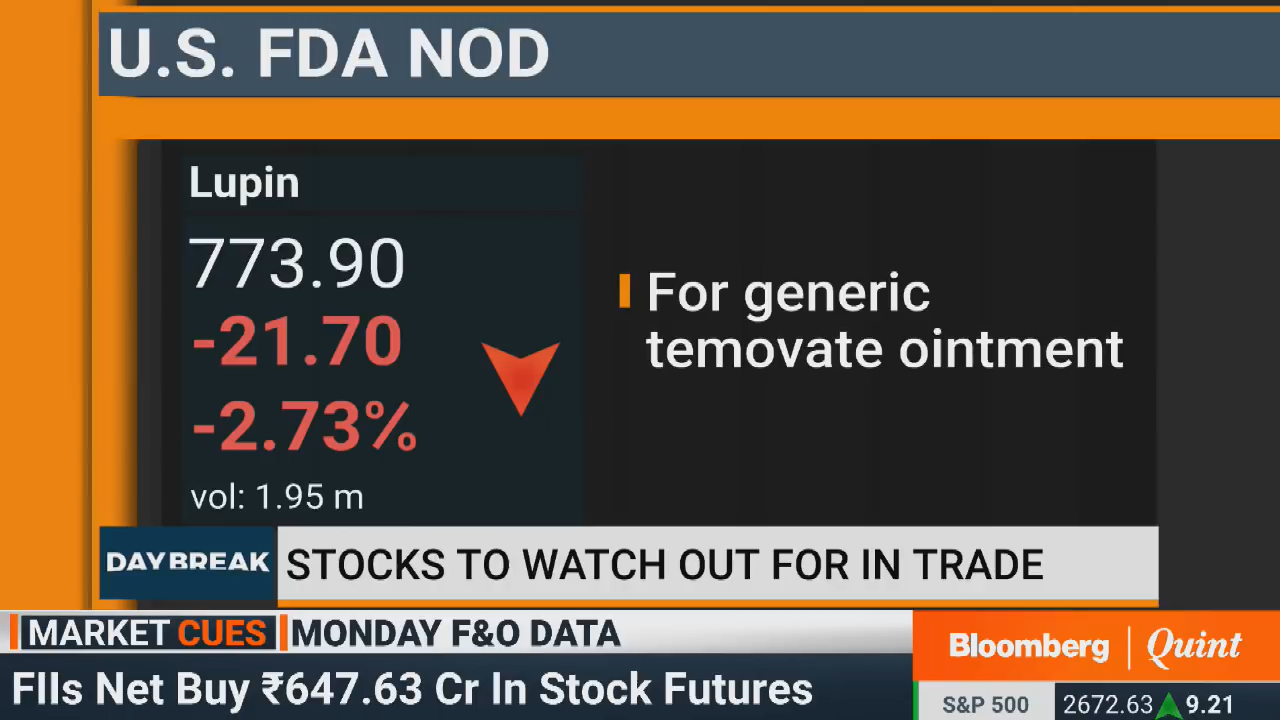 U.S. FDA NOD
Lupin
773.90
-21.70
-2.73%
vol: 1.95 m
For generic
temovate ointment
DAYBREAK
STOCKS TO WATCH OUT FOR IN TRADE
MARKET CUES
MONDAY F&O DATA
FIIs Net Buy ₹647.63 Cr In Stock Futures
Bloomberg | Quint
S&P 500 2672.63 9.21